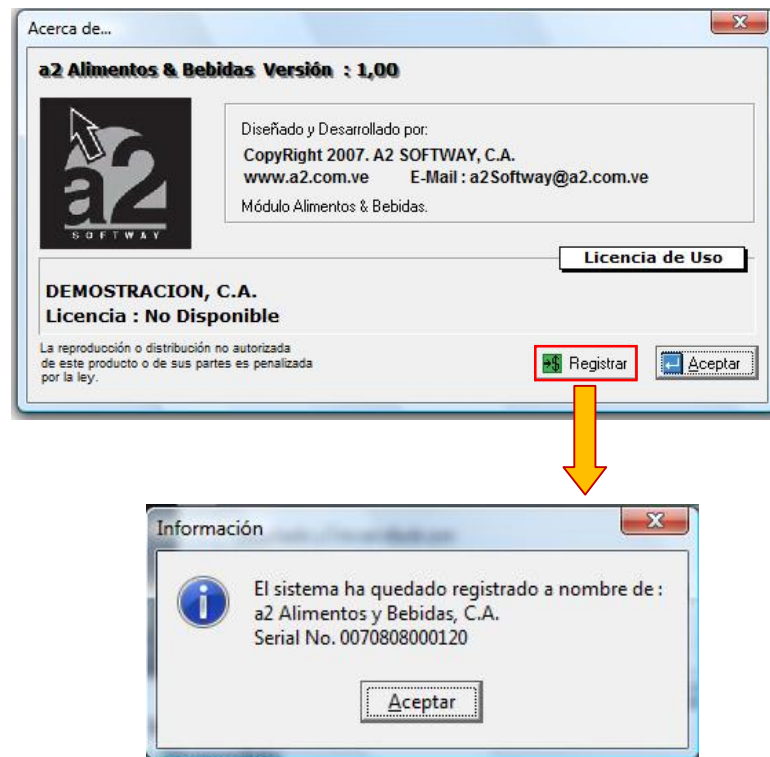 Acerca de...
a2 Alimentos & Bebidas Versión : 1,00
a2
SOFTWAY
Diseñado y Desarrollado por:
CopyRight 2007. A2 SOFTWAY, C.A.
www.a2.com.ve E-Mail : a2Softway@a2.com.ve
Módulo Alimentos & Bebidas.
Licencia de Uso
DEMOSTRACION, C.A.
Licencia : No Disponible
La reproducción o distribución no autorizada
de este producto o de sus partes es penalizada
por la ley.
Registrar
Aceptar
Información
El sistema ha quedado registrado a nombre de :
a2 Alimentos y Bebidas, C.A.
Serial No. 0070808000120
Aceptar